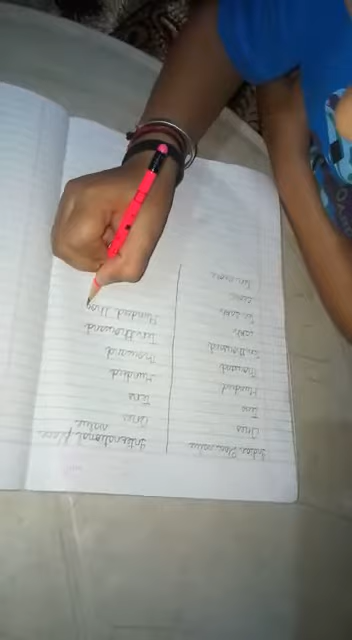 Indian Place value
Ones
Tens
Hundred
Thousand
Ten thousand
Lakh
Ten Lakh
crore
Ten crore
International place
value
Ones
Tens
Hundred
Thousand
Ten thousand
Hundred thou